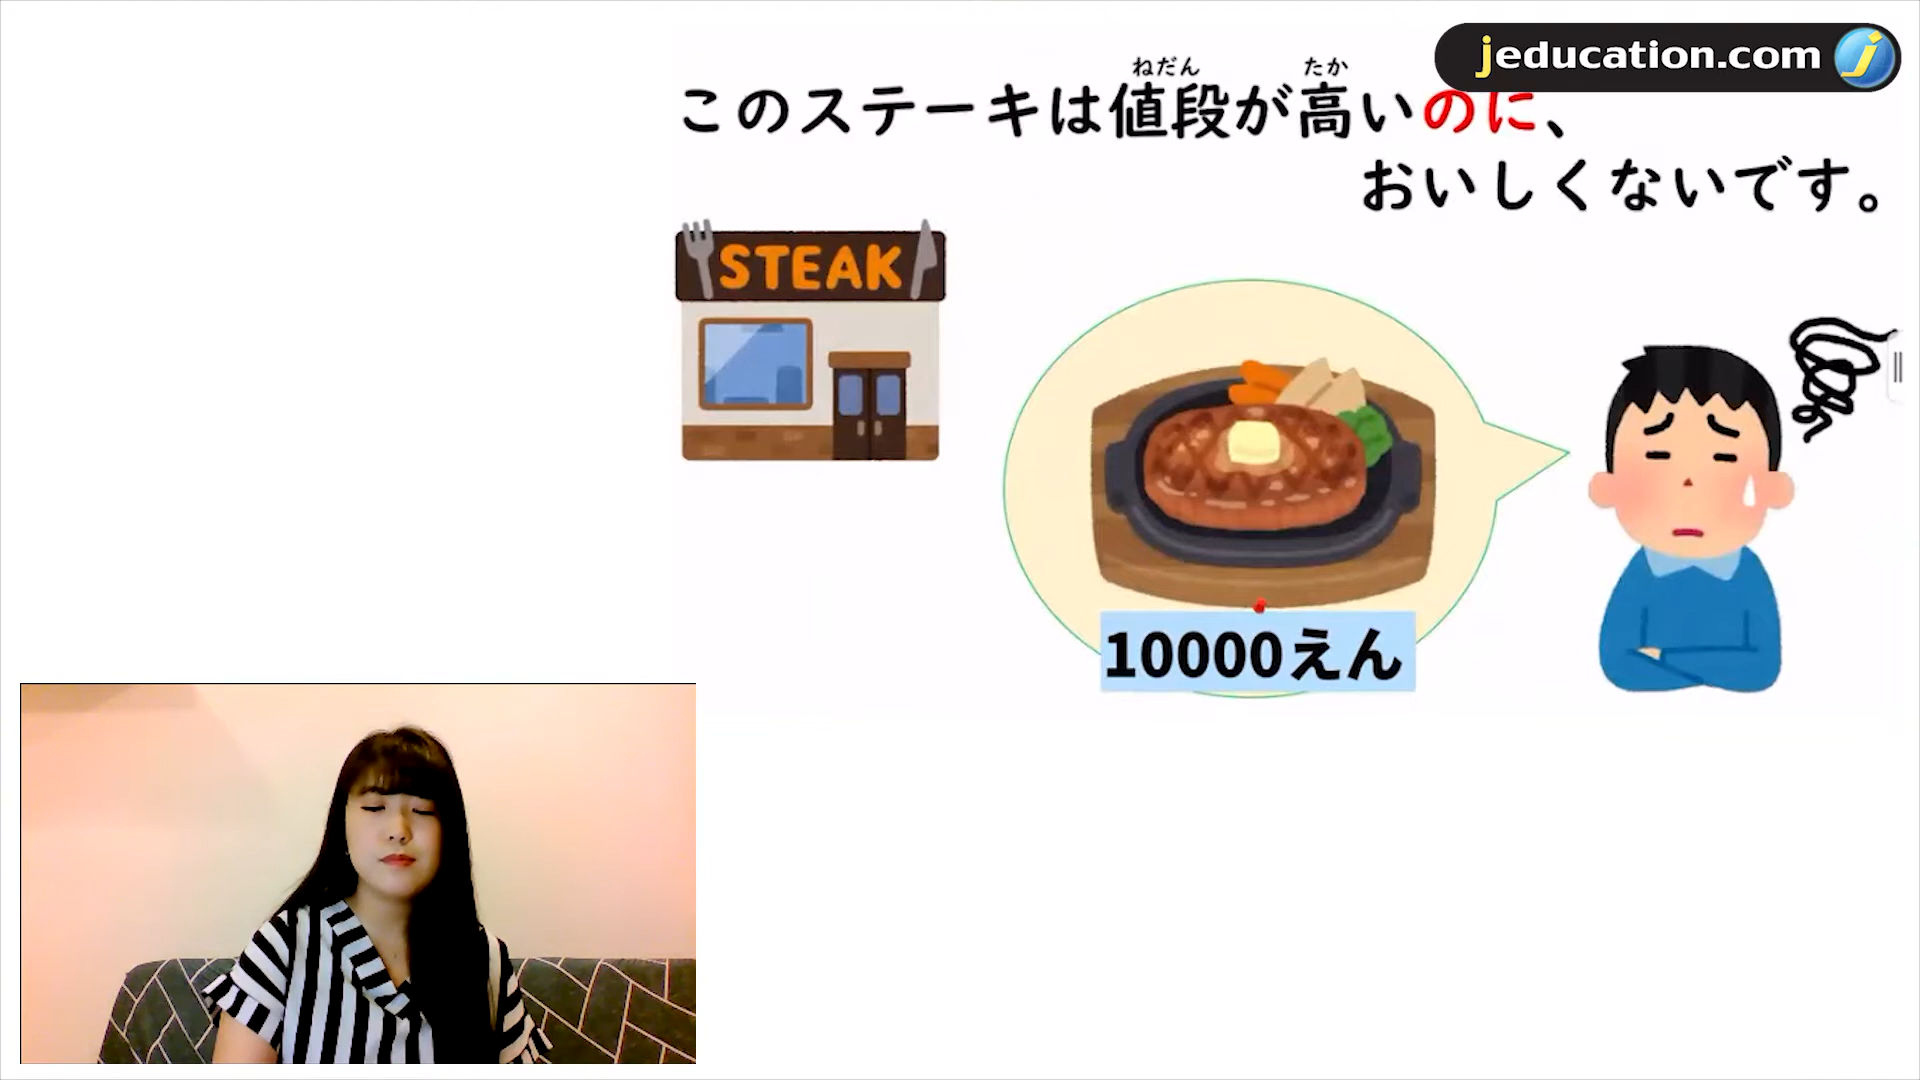 jeducation.com
ねだん たか
このステーキは値段が高いのに、
おいしくないです。
STEAK
10000えん